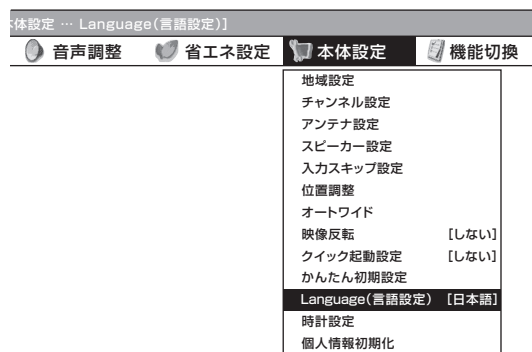 本体設定 … Language(言語設定)]
音声調整 省エネ設定 本体設定 機能切換
地域設定
チャンネル設定
アンテナ設定
スピーカー設定
入力スキップ設定
位置調整
オートワイド
映像反転 [しない]
クイック起動設定 [しない]
かんたん初期設定
Language(言語設定) [日本語]
時計設定
個人情報初期化